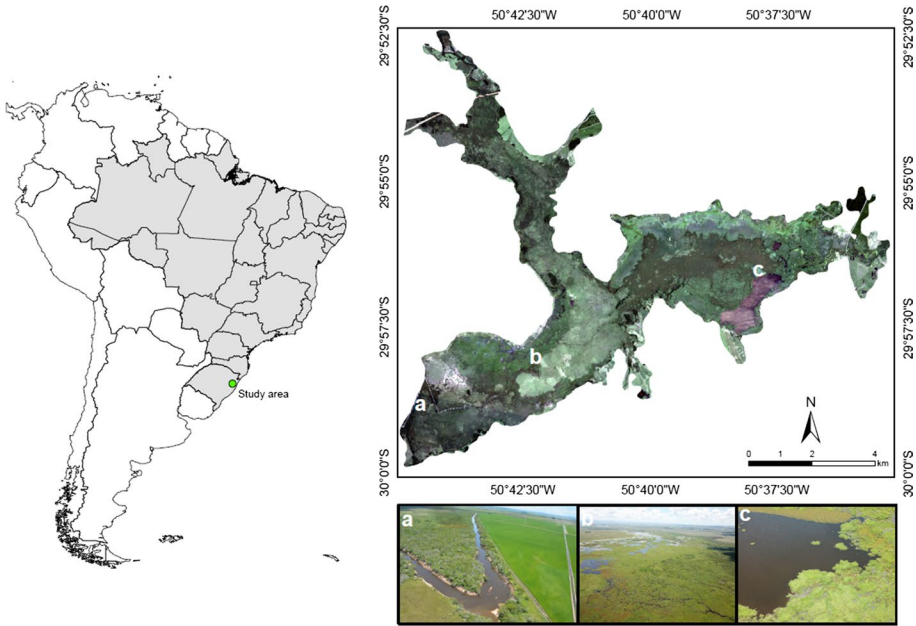 50°42'30"W 50°40'0"W 50°37'30"W
29°52'30"S 29°52'30"S
29°55'0"S 29°55'0"S
29°57'30"S 29°57'30"S
30°0'0"S 30°0'0"S
Study area
c
b
a
N
0 1 2 4
km
50°42'30"W 50°40'0"W 50°37'30"W
a b c